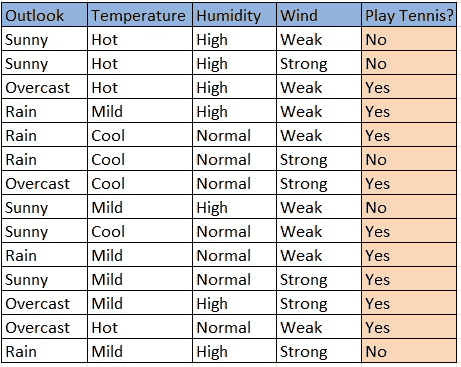 Outlook Temperature Humidity Wind Play Tennis?
Sunny Hot High Weak No
Sunny Hot High Strong No
Overcast Hot High Weak Yes
Rain Mild High Weak Yes
Rain Cool Normal Weak Yes
Rain Cool Normal Strong No
Overcast Cool Normal Strong Yes
Sunny Mild High Weak No
Sunny Cool Normal Weak Yes
Rain Mild Normal Weak Yes
Sunny Mild Normal Strong Yes
Overcast Mild High Strong Yes
Overcast Hot Normal Weak Yes
Rain Mild High Strong No